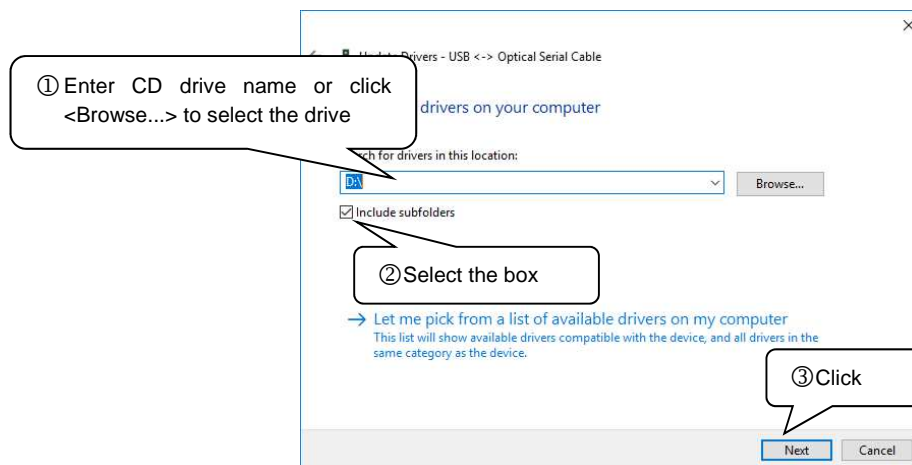 Drivers - USB <-> Optical Serial Cable
① Enter CD drive name or click
<Browse...> to select the drive
drivers on your computer
for drivers in this location:
D:\
Browse...
Include subfolders
②Select the box
Let me pick from a list of available drivers on my computer
This list will show available drivers compatible with the device, and all drivers in the
same category as the device.
③Click
Next
Cancel